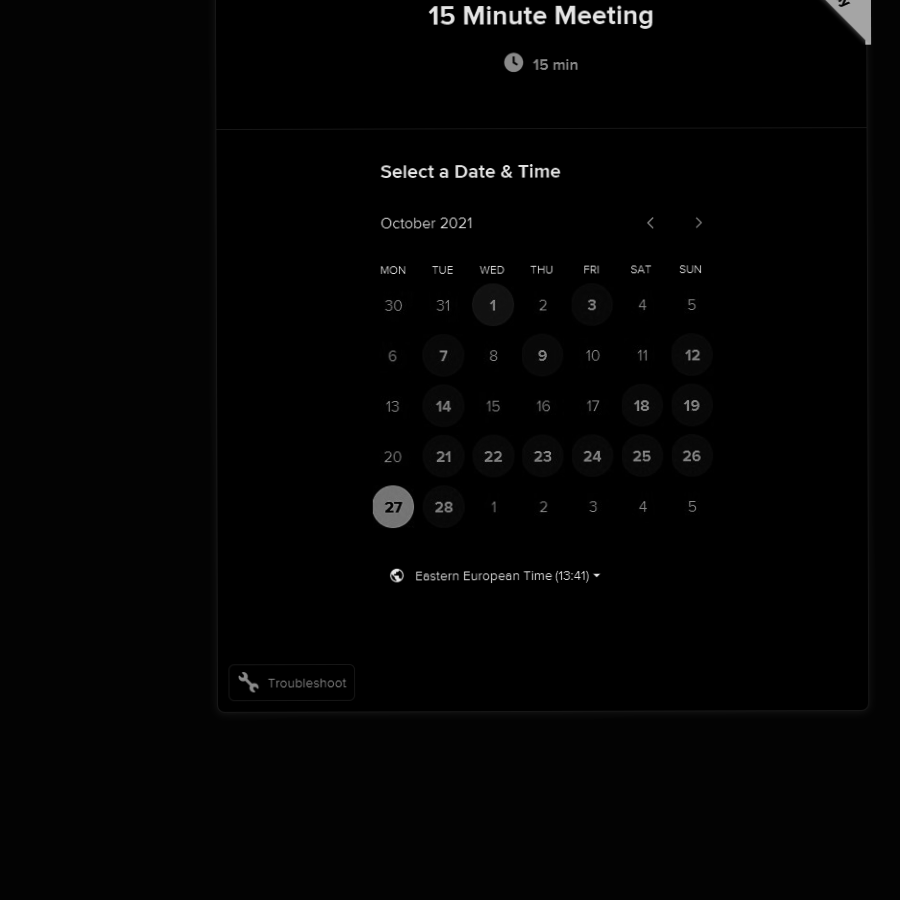 15 Minute Meeting
15 min
Select a Date & Time
October 2021
MON TUE WED THU FRI SAT SUN
30 31 1 2 3 4 5
6 7 8 9 10 11 12
13 14 15 16 17 18 19
20 21 22 23 24 25 26
27 28 1 2 3 4 5
Eastern European Time (13:41)
Troubleshoot